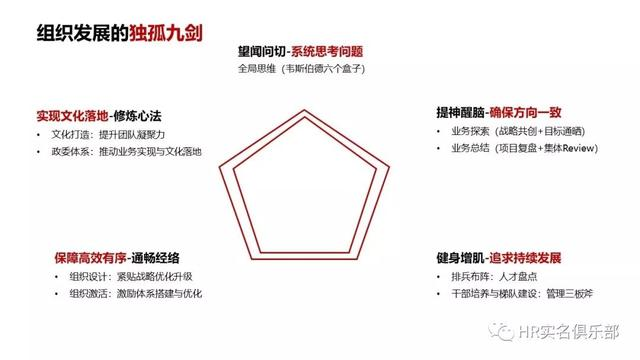 组织发展的独孤九剑
望闻问切-系统思考问题
全局思维（韦斯伯德六个盒子）
实现文化落地-修炼心法
• 文化打造：提升团队凝聚力
• 政委体系：推动业务实现与文化落地
提神醒脑-确保方向一致
• 业务探索（战略共创+目标通晒）
• 业务总结（项目复盘+集体Review）
保障高效有序-通畅经络
• 组织设计：紧贴战略优化升级
• 组织激活：激励体系搭建与优化
健身增肌-追求持续发展
• 排兵布阵：人才盘点
• 干部培养与梯队建设：管理三板斧
HR实名俱乐部